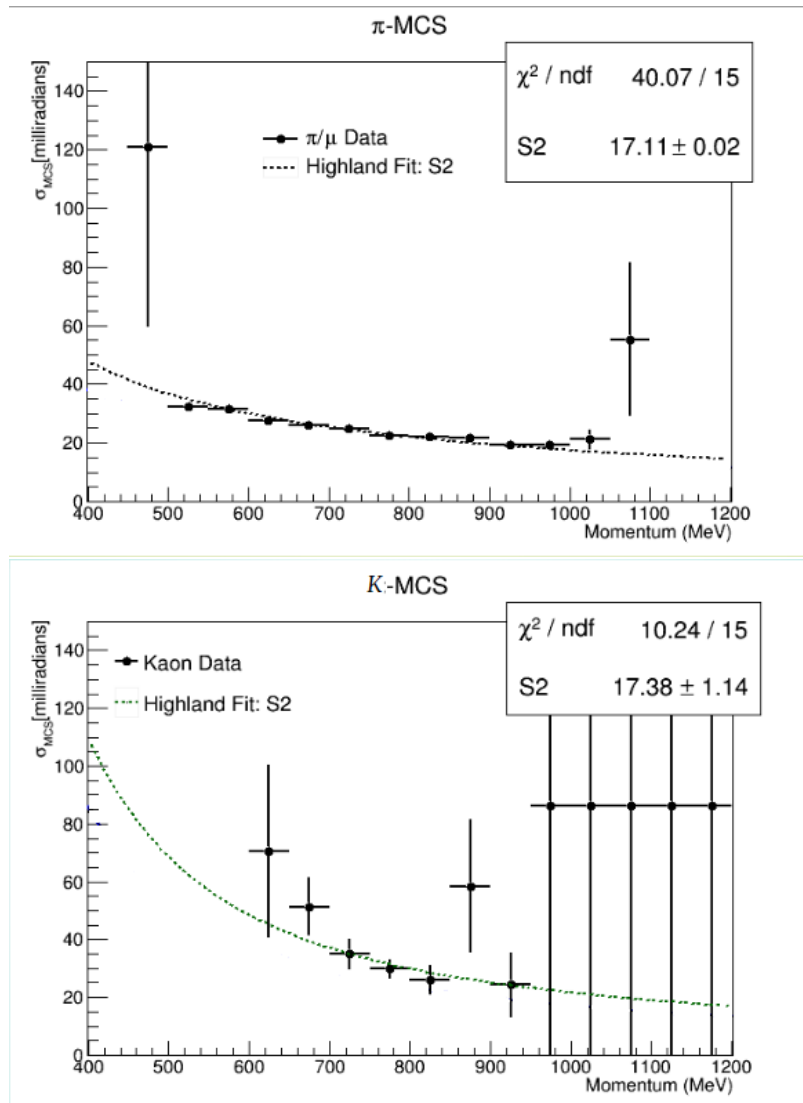 π-MCS
χ² / ndf 40.07 / 15
S2 17.11 ± 0.02
π/μ Data
Highland Fit: S2
σMCS[milliradians]
140
120
100
80
60
40
20
0
400 500 600 700 800 900 1000 1100 1200
Momentum (MeV)
K-MCS
χ² / ndf 10.24 / 15
S2 17.38 ± 1.14
Kaon Data
Highland Fit: S2
σMCS[milliradians]
140
120
100
80
60
40
20
0
400 500 600 700 800 900 1000 1100 1200
Momentum (MeV)